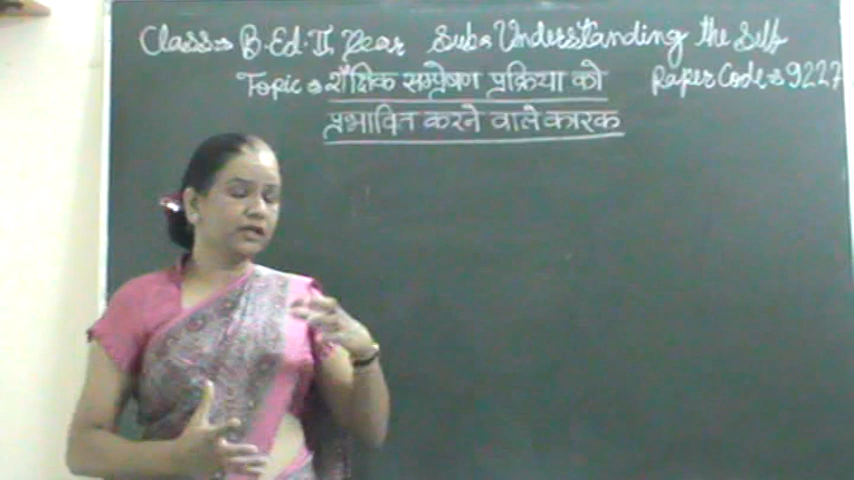 Class⇒ B.Ed.II Year Sub⇒ Understanding the Self
Topic ⇒ शैक्षिक सम्प्रेषण प्रक्रिया को Paper Code⇒9227
प्रभावित करने वाले कारक